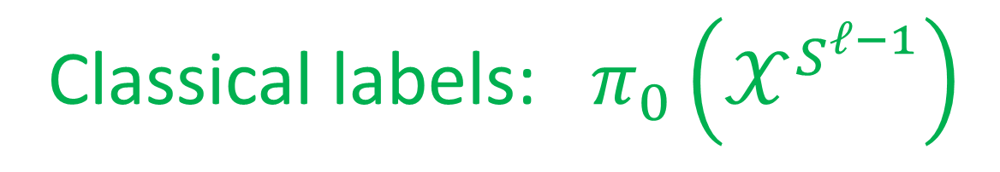 Classical labels: π₀(𝒳^{S^{ℓ−1}})